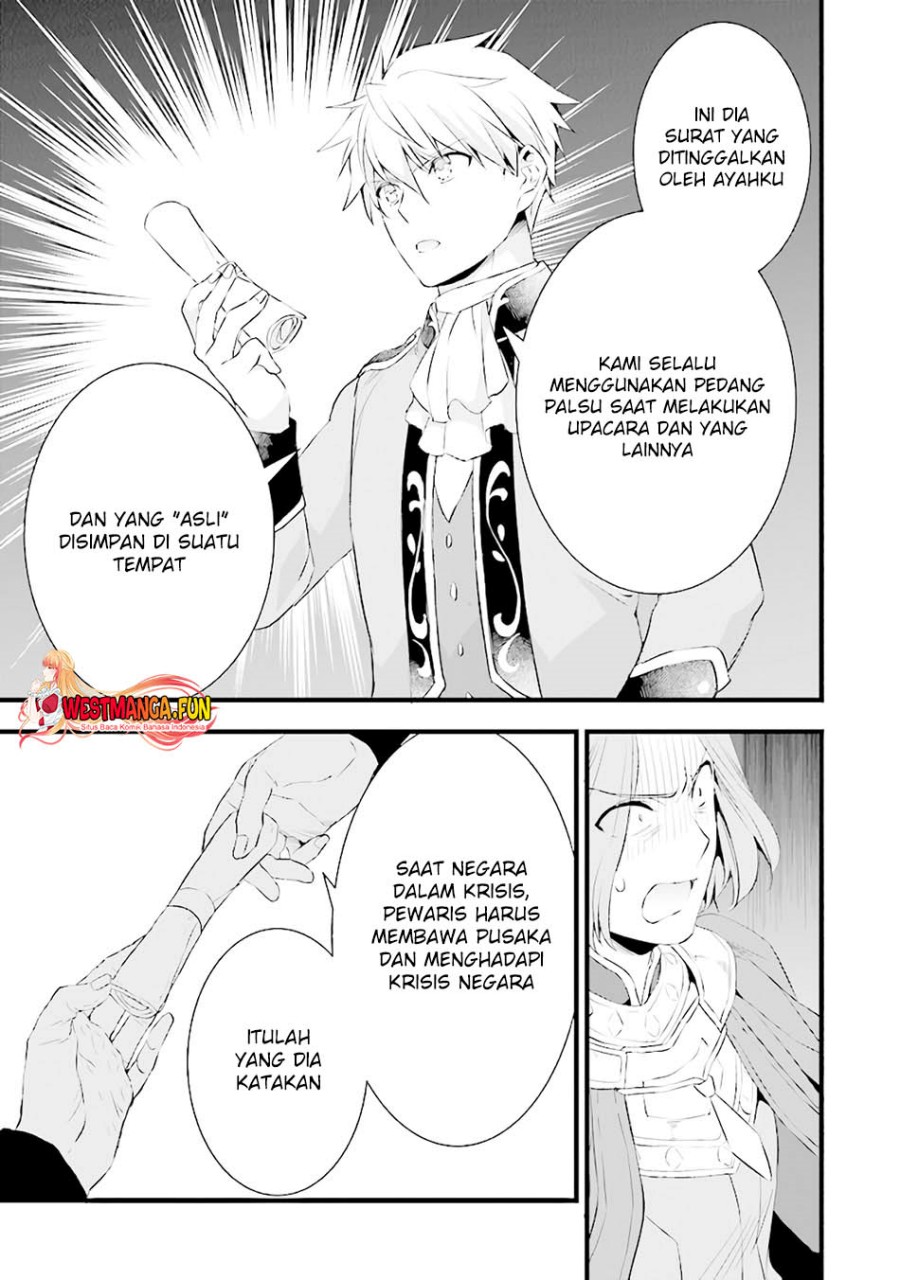 INI DIA
SURAT YANG
DITINGGALKAN
OLEH AYAHKU
KAMI SELALU
MENGGUNAKAN PEDANG
PALSU SAAT MELAKUKAN
UPACARA DAN YANG
LAINNYA
DAN YANG "ASLI"
DISIMPAN DI SUATU
TEMPAT
WESTMANGA.FUN
Situs Baca Komik Bahasa Indonesia
SAAT NEGARA
DALAM KRISIS,
PEWARIS HARUS
MEMBAWA PUSAKA
DAN MENGHADAPI
KRISIS NEGARA
ITULAH
YANG DIA
KATAKAN